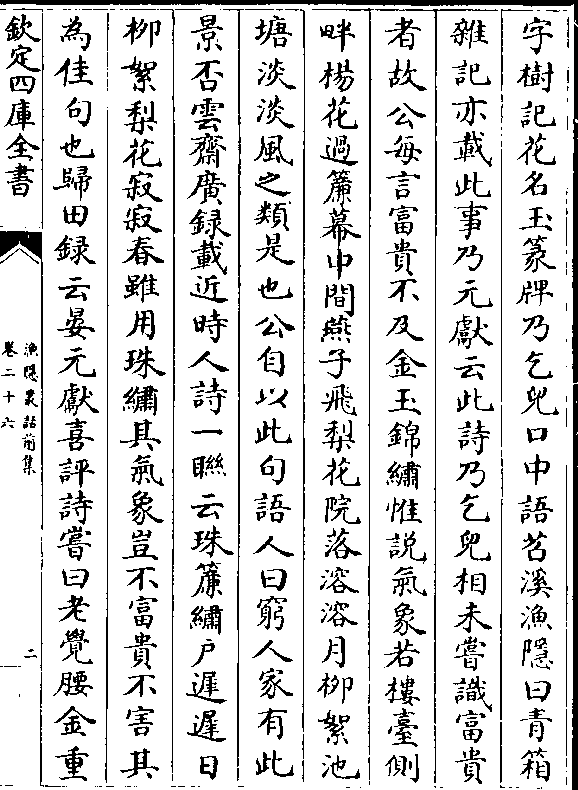 字樹記花名玉篆牌乃乞兒口中語苕溪漁隱曰青箱
雜記亦載此事乃元獻云此詩乃乞兒相未嘗識富貴
者故公每言富貴不及金玉錦繡惟説氣象若樓臺側
畔楊花過簾幕中間燕子飛梨花院落溶溶月柳絮池
塘淡淡風之類是也公自以此句語人曰窮人家有此
景否雲齋廣録載近時人詩一聮云珠簾繡户遲遲日
柳絮梨花寂寂春雖用珠繡其氣象豈不富貴不害其
為佳句也歸田録云晏元獻喜評詩嘗曰老覺腰金重
欽定四庫全書
漁隱叢話前集
卷二十六
二